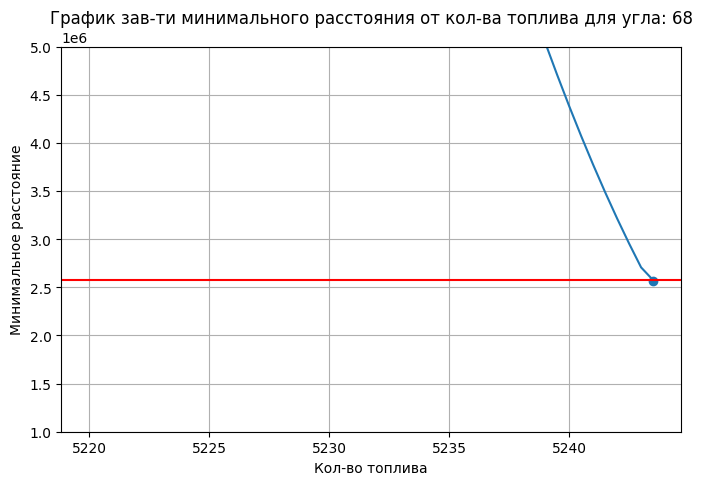 График зав-ти минимального расстояния от кол-ва топлива для угла: 68
1e6
5.0
4.5
4.0
3.5
3.0
2.5
2.0
1.5
1.0
Минимальное расстояние
5220 5225 5230 5235 5240
Кол-во топлива